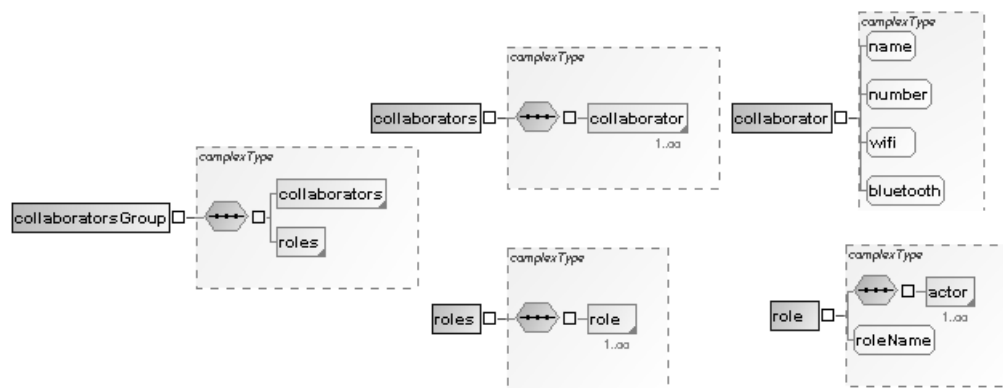 complexType
name
number
wifi
bluetooth
collaborator
complexType
collaborators
collaborator
1..∞
complexType
collaboratorsGroup
collaborators
roles
complexType
roles
role
1..∞
complexType
role
actor
1..∞
roleName